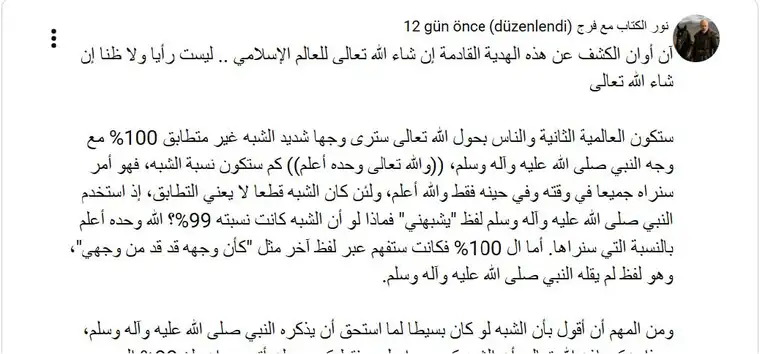 نور الكتاب مع فرج 12 gün önce (düzenlendi)
آن أوان الكشف عن هذه الهدية القادمة إن شاء الله تعالى للعالم الإسلامي .. ليست رأيا ولا ظنا إن
شاء الله تعالى
ستكون العالمية الثانية والناس بحول الله تعالى سترى وجها شديد الشبه غير متطابق 100% مع
وجه النبي صلى الله عليه وآله وسلم، ((والله تعالى وحده أعلم)) كم ستكون نسبة الشبه، فهو أمر
سنراه جميعا في وقته وفي حينه فقط والله أعلم، ولئن كان الشبه قطعا لا يعني التطابق، إذ استخدم
النبي صلى الله عليه وآله وسلم لفظ "يشبهني" فماذا لو أن الشبه كانت نسبته 99%؟ الله وحده أعلم
بالنسبة التي سنراها. أما ال 100% فكانت ستفهم عبر لفظ آخر مثل "كأن وجهه قد قد من وجهي"،
وهو لفظ لم يقله النبي صلى الله عليه وآله وسلم.
ومن المهم أن أقول بأن الشبه لو كان بسيطا لما استحق أن يذكره النبي صلى الله عليه وآله وسلم،